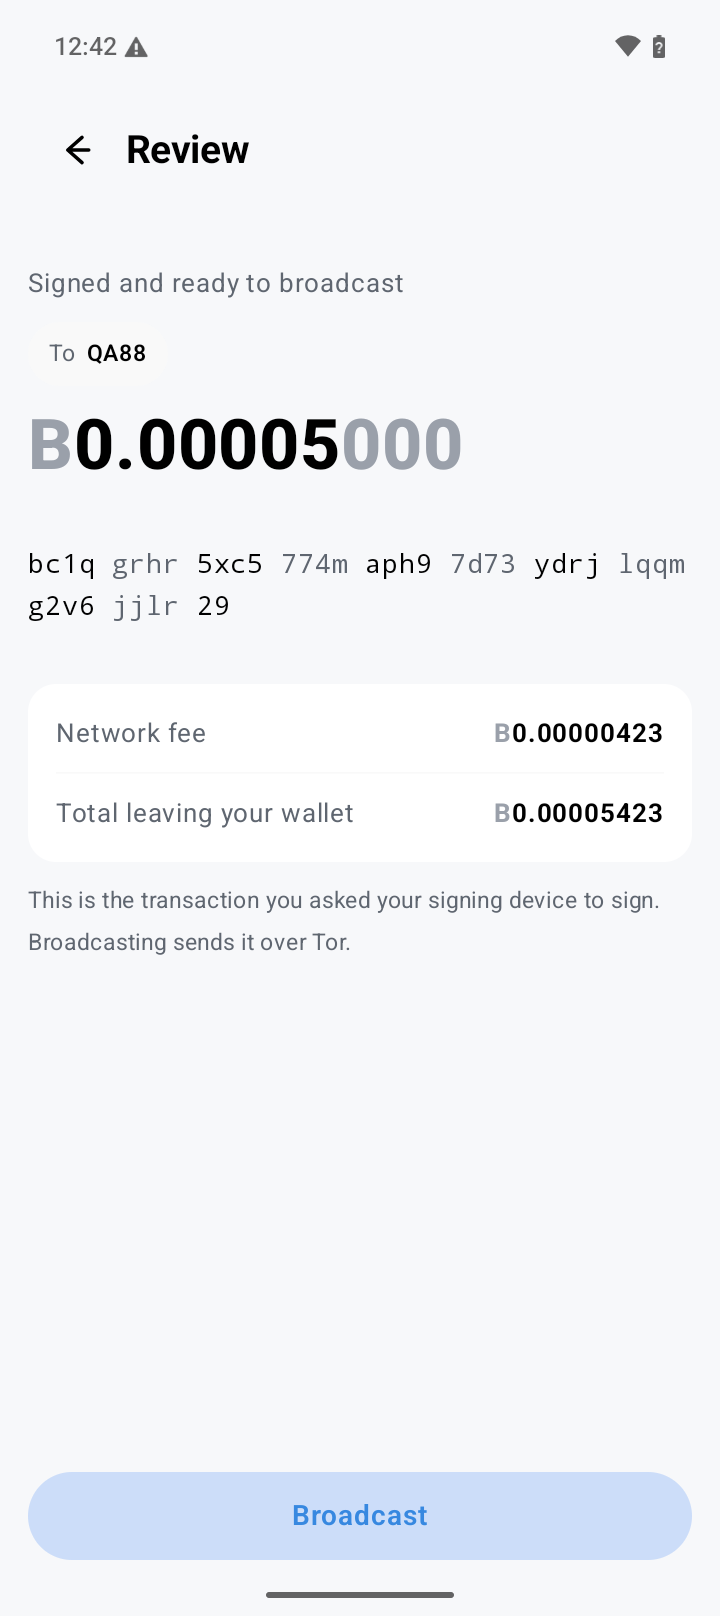 12:42
Review
Signed and ready to broadcast
To QA88
B0.00005000
bc1q grhr 5xc5 774m aph9 7d73 ydrj lqqm
g2v6 jjlr 29
Network fee B0.00000423
Total leaving your wallet B0.00005423
This is the transaction you asked your signing device to sign.
Broadcasting sends it over Tor.
Broadcast